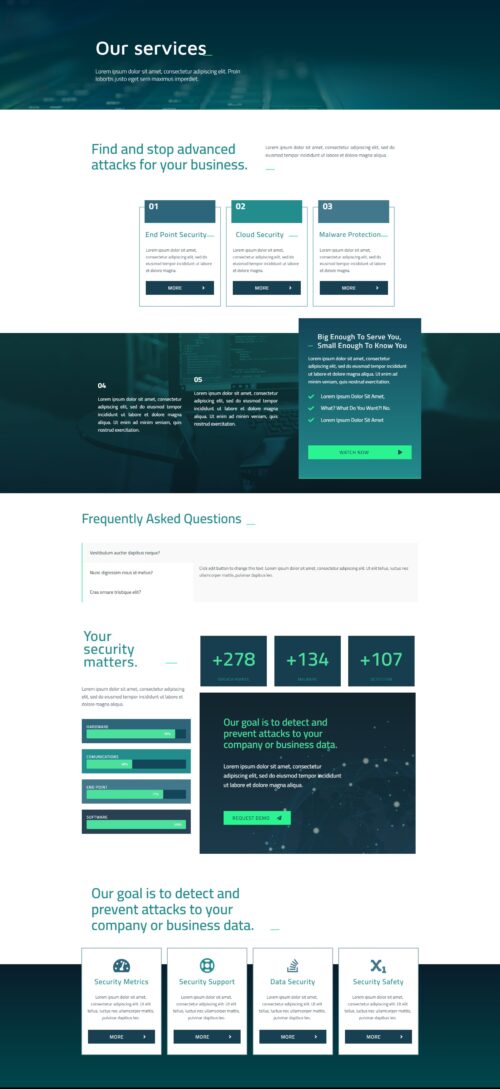 Our services
Lorem ipsum dolor sit amet, consectetur adipiscing elit. Proin
lobortis justo eget sem maximus imperdiet.
Find and stop advanced
attacks for your business.
Lorem ipsum dolor sit amet, consectetur adipiscing elt, sed do
eiusmod tempor incididunt ut labore et dolore magna aliquam.
01
End Point Security
Lorem ipsum dolor sit amet,
consectetur adipiscing elt, sed do
eiusmod tempor incididunt ut labore
et dolore magna.
MORE
02
Cloud Security
Lorem ipsum dolor sit amet,
consectetur adipiscing elt, sed do
eiusmod tempor incididunt ut labore
et dolore magna.
MORE
03
Malware Protection
Lorem ipsum dolor sit amet,
consectetur adipiscing elt, sed do
eiusmod tempor incididunt ut labore
et dolore magna.
MORE
04
Lorem ipsum dolor sit amet,
consectetur adipiscing elit, sed do
eiusmod tempor incididunt ut
labore et dolore magna aliqua. Ut
enim ad minim veniam, quis
nostrud exercitation.
05
Lorem ipsum dolor sit amet,
consectetur adipiscing elit, sed do
eiusmod tempor incididunt ut
labore et dolore magna aliqua. Ut
enim ad minim veniam, quis
nostrud exercitation.
Big Enough To Serve You,
Small Enough To Know You
Lorem ipsum dolor sit amet, consectetur
adipiscing elit, sed do eiusmod tempor incididunt
ut labore et dolore magna aliqua. Ut enim ad
minim veniam, quis nostrud exercitation.
Lorem Ipsum Dolor Sit Amet,
What? What Do You Want?! No
Lorem Ipsum Dolor Sit Amet
WATCH NOW
Frequently Asked Questions
Vestibulum auctor dapibus neque?
Nunc dignissim risus id metus?
Cras ornare tristique elit?
Click edit button to change this text. Lorem ipsum dolor sit amet, consectetur adipiscing elit. Ut elit tellus, luctus nec
ullamcorper mattis, pulvinar dapibus leo.
Your
security
matters.
Lorem ipsum dolor sit amet, consectetur
adipiscing elt, sed do eiusmod tempor incididunt
ut labore et dolore magna.
HARDWARE
COMUNICATIONS
END POINT
SOFTWARE
+278
+134
MALWARE
+107
Our goal is to detect and
prevent attacks to your
company or business data.
Lorem ipsum dolor sit amet, consectetur
adipiscing elit, sed do eiusmod tempor
incididunt ut labore et dolore magna.
REQUEST DEMO
Our goal is to detect and
prevent attacks to your
company or business data.
Security Metrics
Lorem ipsum dolor sit amet,
consectetur adipiscing elit. Ut elit
tellus, luctus nec ullamcorper mattis,
pulvinar dapibus leo.
MORE
Security Support
Lorem ipsum dolor sit amet,
consectetur adipiscing elit. Ut elit
tellus, luctus nec ullamcorper mattis,
pulvinar dapibus leo.
MORE
Data Security
Lorem ipsum dolor sit amet,
consectetur adipiscing elit. Ut elit
tellus, luctus nec ullamcorper mattis,
pulvinar dapibus leo.
MORE
X₁
Security Safety
Lorem ipsum dolor sit amet,
consectetur adipiscing elit. Ut elit
tellus, luctus nec ullamcorper mattis,
pulvinar dapibus leo.
MORE